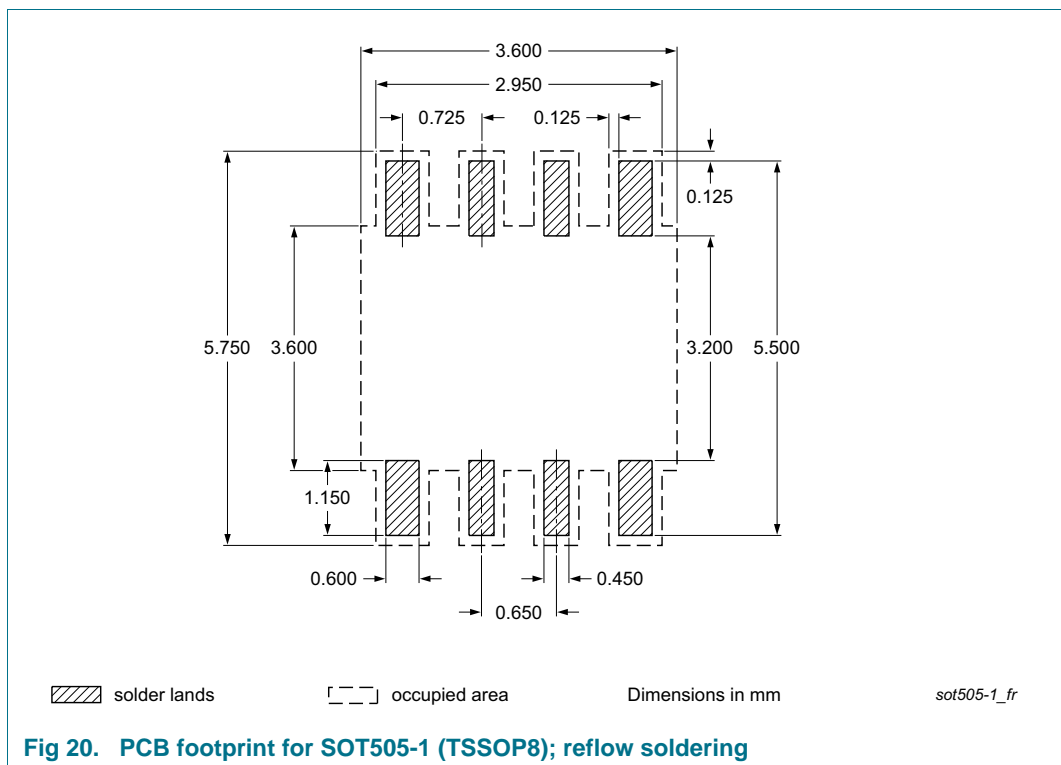 3.600
2.950
0.725 0.125
0.125
5.750 3.600 3.200 5.500
1.150
0.600 0.450
0.650
solder lands occupied area Dimensions in mm sot505-1_fr
Fig 20. PCB footprint for SOT505-1 (TSSOP8); reflow soldering